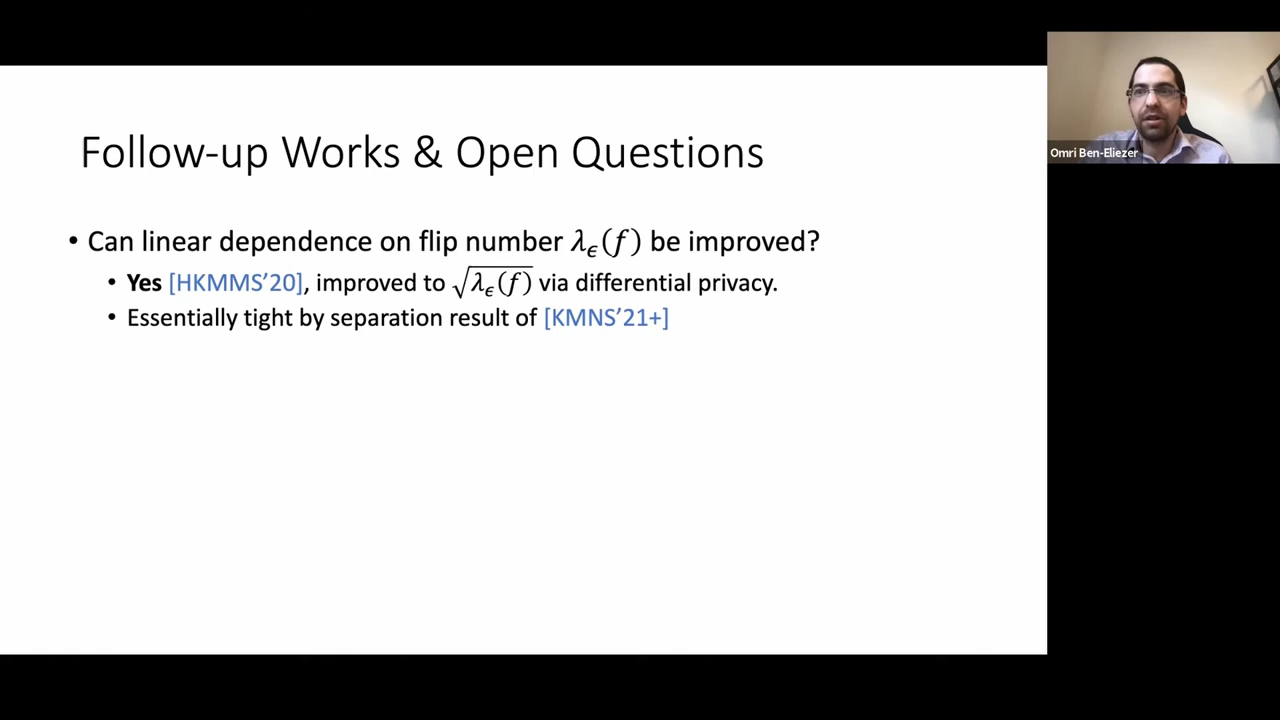 Follow-up Works & Open Questions
• Can linear dependence on flip number λ_ϵ(f) be improved?
• Yes [HKMMS'20], improved to √λ_ϵ(f) via differential privacy.
• Essentially tight by separation result of [KMNS'21+]
Omri Ben-Eliezer